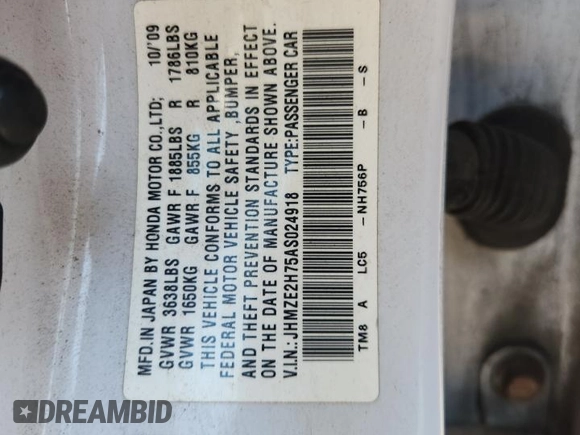 MFD.IN JAPAN BY HONDA MOTOR CO.,LTD; 10/'09
GVWR 3638LBS GAWR F 1885LBS R 1786LBS
GVWR 1650KG GAWR F 855KG R 810KG
THIS VEHICLE CONFORMS TO ALL APPLICABLE
FEDERAL MOTOR VEHICLE SAFETY ,BUMPER,
AND THEFT PREVENTION STANDARDS IN EFFECT
ON THE DATE OF MANUFACTURE SHOWN ABOVE.
V.I.N.:JHMZE2H75AS024918 TYPE:PASSENGER CAR
TM8 A LC5 -NH756P -B -S
DREAMBID